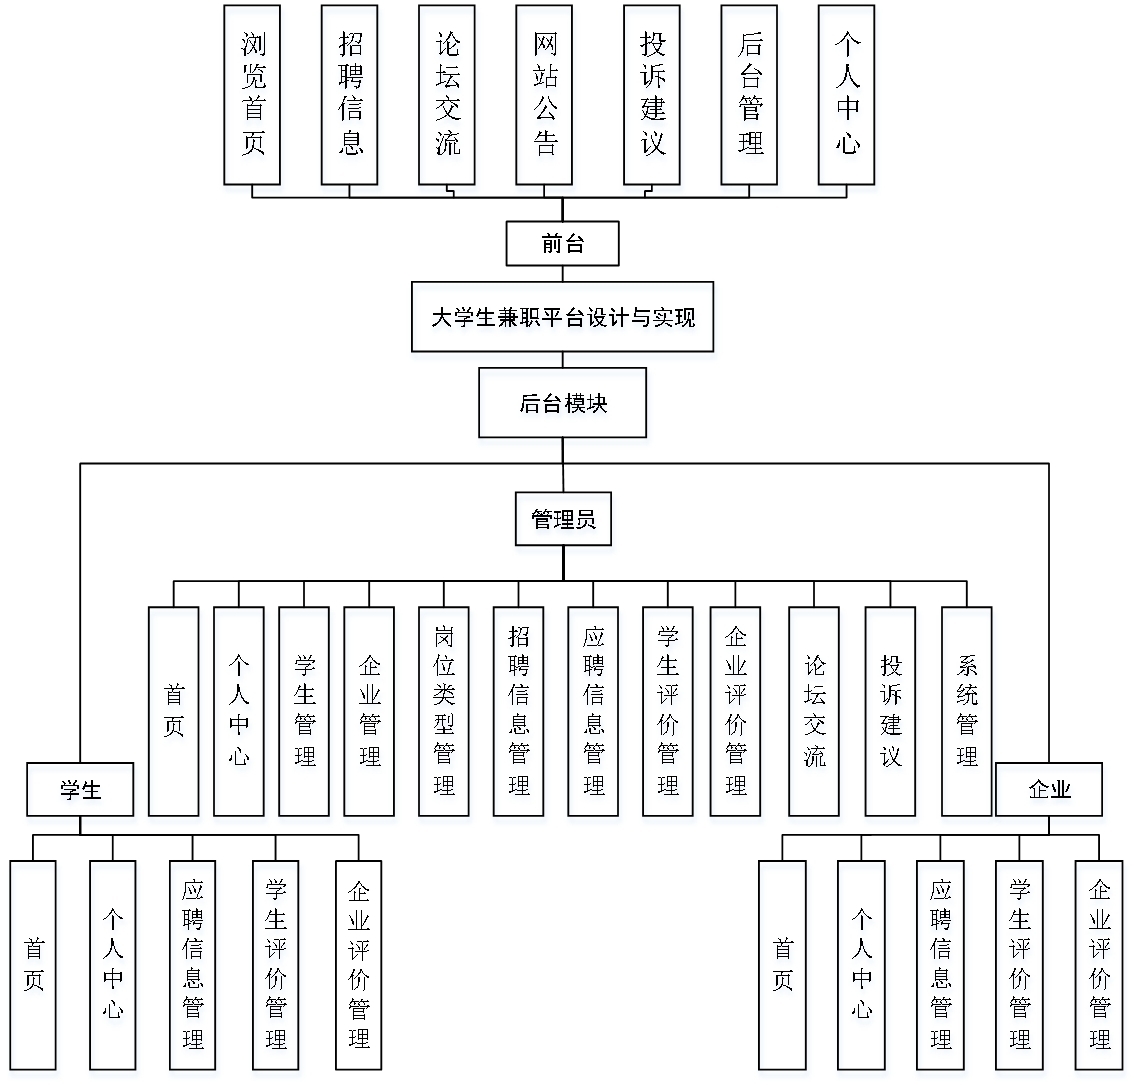 浏览首页
招聘信息
论坛交流
网站公告
投诉建议
后台管理
个人中心
前台
大学生兼职平台设计与实现
后台模块
管理员
首页
个人中心
学生管理
企业管理
岗位类型管理
招聘信息管理
应聘信息管理
学生评价管理
企业评价管理
论坛交流
投诉建议
系统管理
学生
企业
首页
个人中心
应聘信息管理
学生评价管理
企业评价管理
首页
个人中心
应聘信息管理
学生评价管理
企业评价管理